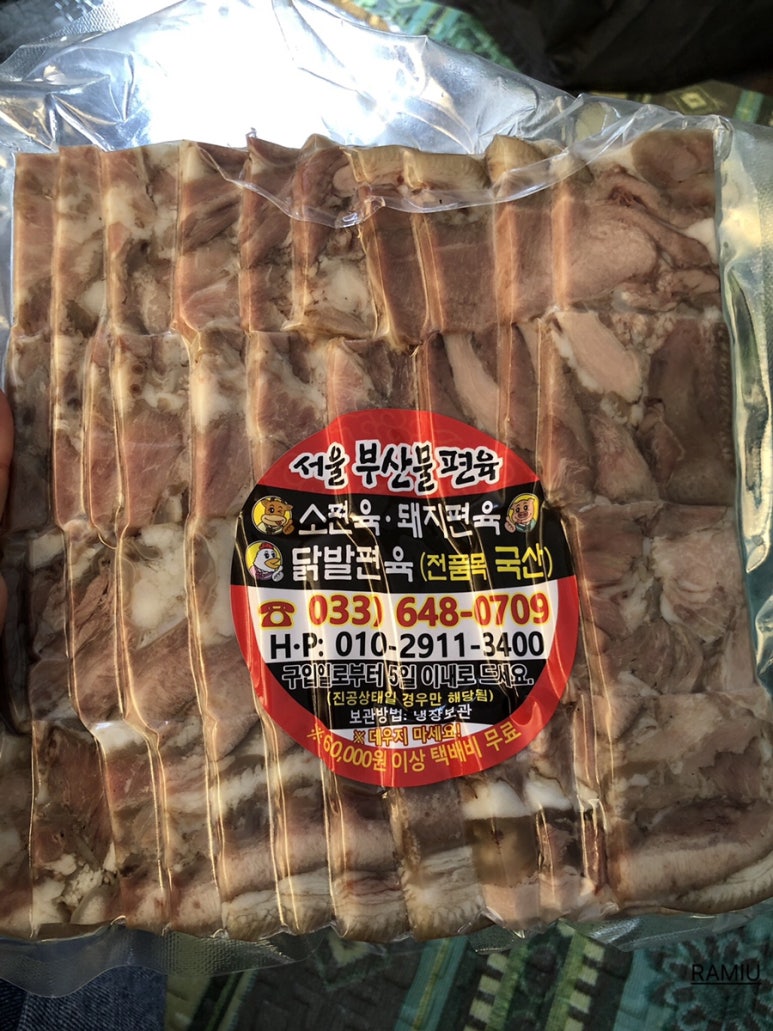 서울 부산물 편육
소편육·돼지편육
닭발편육 (전품목 국산)
☎ 033) 648-0709
H·P: 010-2911-3400
구입일로부터 5일 이내로 드세요.
(진공상태일 경우만 해당됨)
보관방법: 냉장보관
※ 데우지 마세요!
※60,000원 이상 택배비 무료
RAMIU